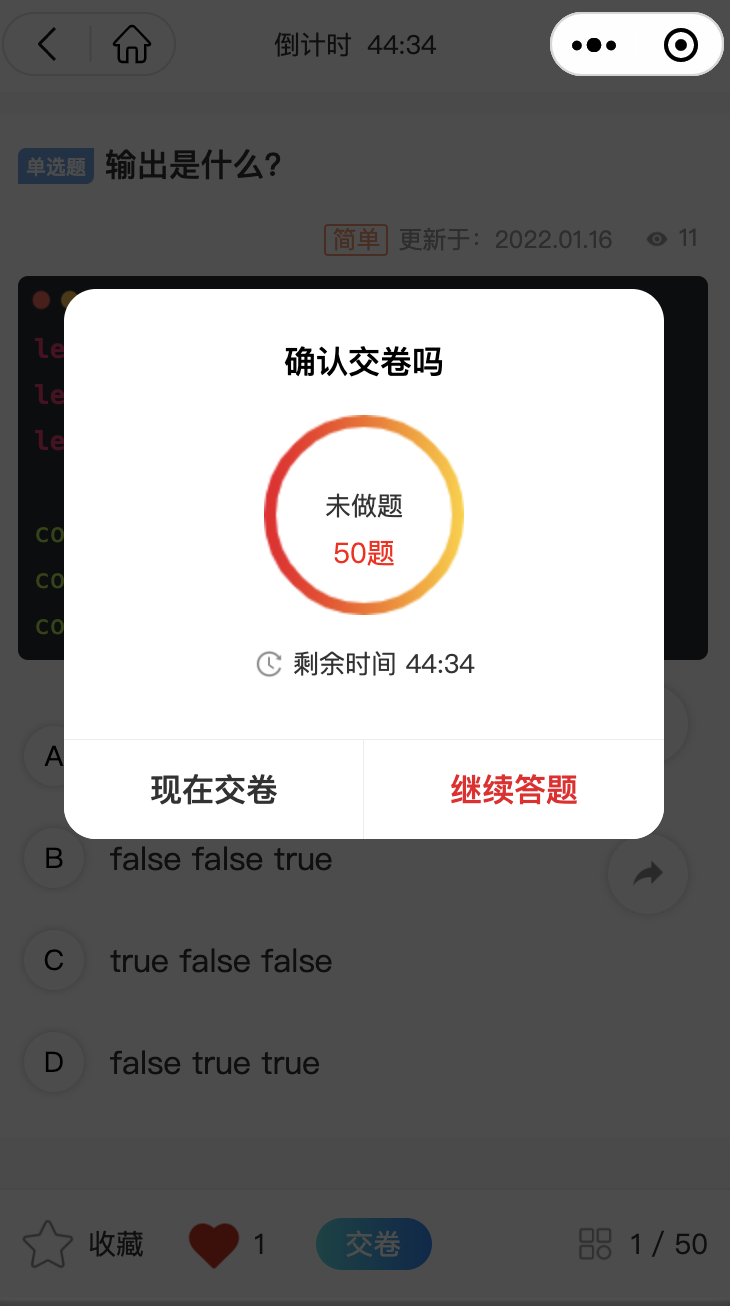 倒计时 44:34
单选题 输出是什么?
简单 更新于：2022.01.16 11
le
le
le
co
co
co
确认交卷吗
未做题
50题
剩余时间 44:34
现在交卷 继续答题
A
B false false true
C true false false
D false true true
收藏 1 交卷 1 / 50